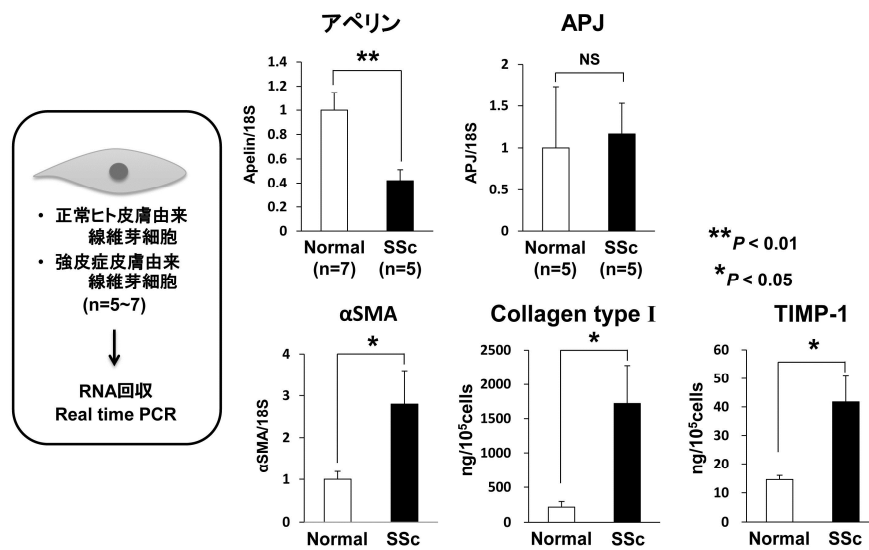 • 正常ヒト皮膚由来
線維芽細胞
• 強皮症皮膚由来
線維芽細胞
(n=5~7)
RNA回収
Real time PCR
アペリン
Apelin/18S
1.4
1.2
1
0.8
0.6
0.4
0.2
0
**
Normal SSc
(n=7) (n=5)
APJ
APJ/18S
2
1.5
1
0.5
0
NS
Normal SSc
(n=5) (n=5)
**P < 0.01
*P < 0.05
αSMA
αSMA/18S
4
3
2
1
0
*
Normal SSc
Collagen type I
ng/10⁵cells
2500
2000
1500
1000
500
0
*
Normal SSc
TIMP-1
ng/10⁵cells
60
50
40
30
20
10
0
*
Normal SSc